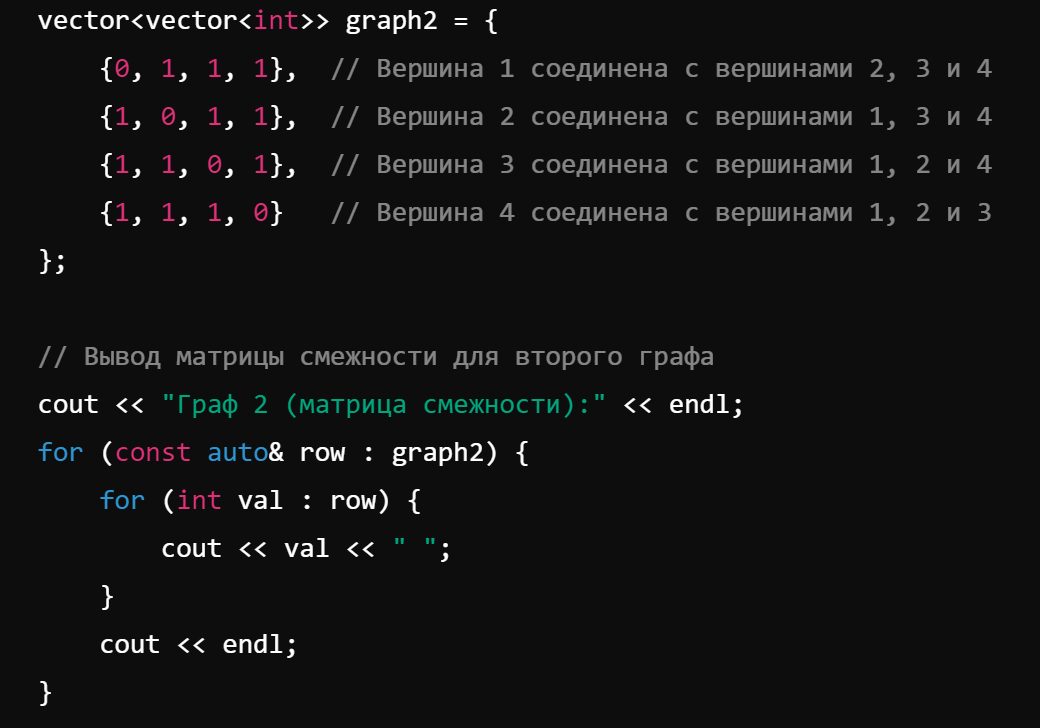 vector<vector<int>> graph2 = {
    {0, 1, 1, 1},  // Вершина 1 соединена с вершинами 2, 3 и 4
    {1, 0, 1, 1},  // Вершина 2 соединена с вершинами 1, 3 и 4
    {1, 1, 0, 1},  // Вершина 3 соединена с вершинами 1, 2 и 4
    {1, 1, 1, 0}   // Вершина 4 соединена с вершинами 1, 2 и 3
};

// Вывод матрицы смежности для второго графа
cout << "Граф 2 (матрица смежности):" << endl;
for (const auto& row : graph2) {
    for (int val : row) {
        cout << val << " ";
    }
    cout << endl;
}